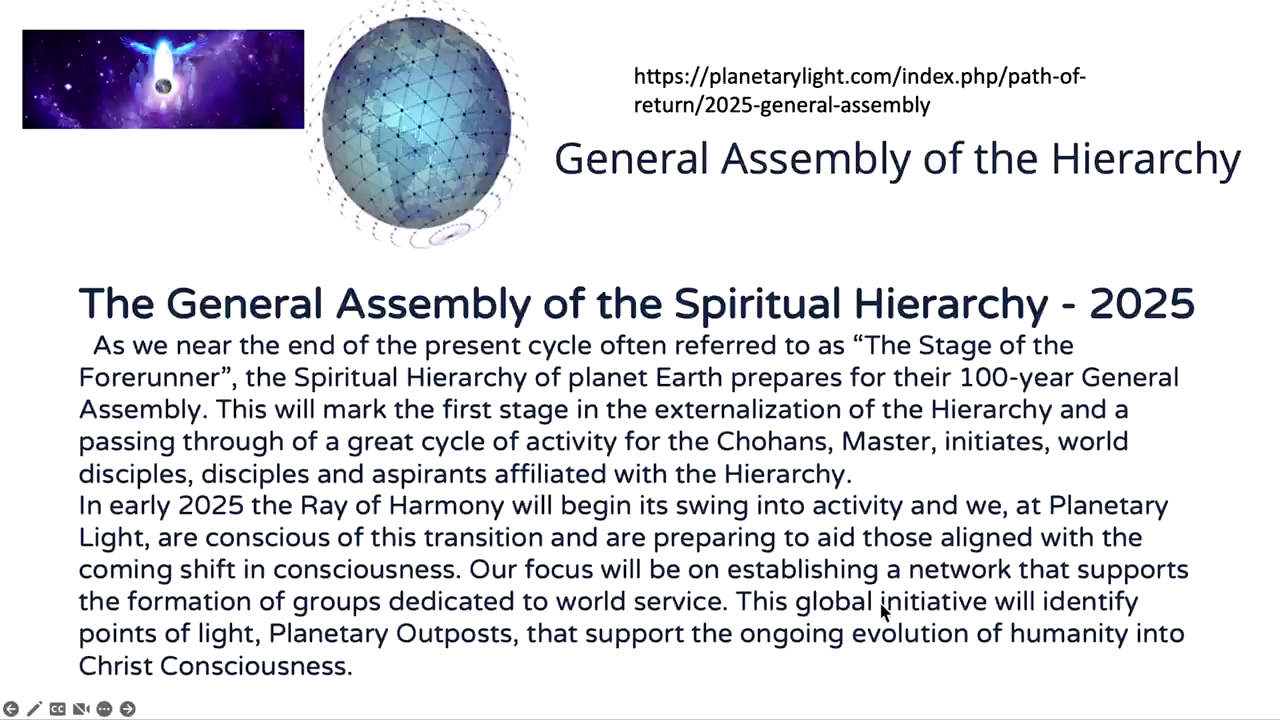 https://planetarylight.com/index.php/path-of-
return/2025-general-assembly
General Assembly of the Hierarchy
The General Assembly of the Spiritual Hierarchy - 2025
As we near the end of the present cycle often referred to as “The Stage of the
Forerunner”, the Spiritual Hierarchy of planet Earth prepares for their 100-year General
Assembly. This will mark the first stage in the externalization of the Hierarchy and a
passing through of a great cycle of activity for the Chohans, Master, initiates, world
disciples, disciples and aspirants affiliated with the Hierarchy.
In early 2025 the Ray of Harmony will begin its swing into activity and we, at Planetary
Light, are conscious of this transition and are preparing to aid those aligned with the
coming shift in consciousness. Our focus will be on establishing a network that supports
the formation of groups dedicated to world service. This global initiative will identify
points of light, Planetary Outposts, that support the ongoing evolution of humanity into
Christ Consciousness.
CC